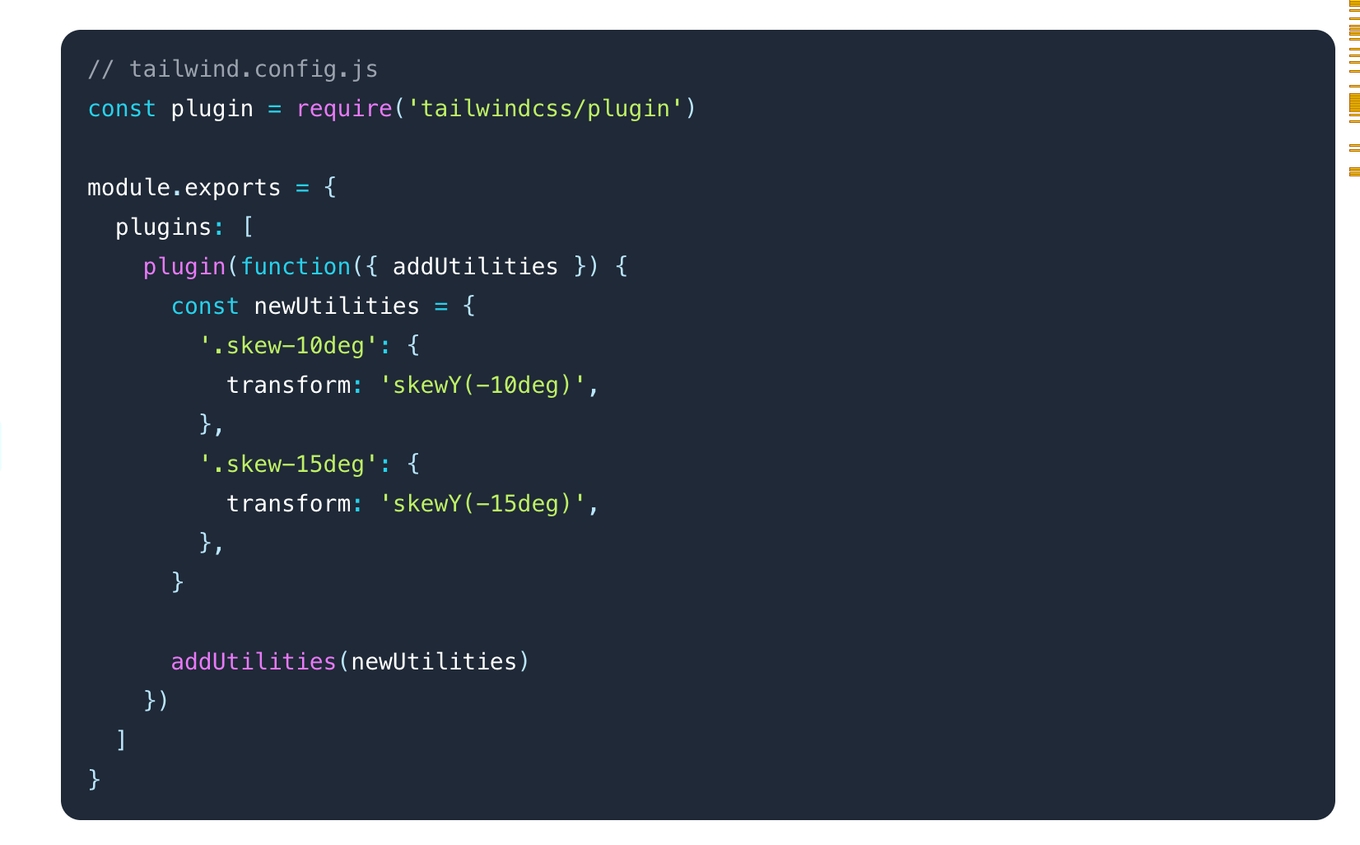 // tailwind.config.js
const plugin = require('tailwindcss/plugin')

module.exports = {
  plugins: [
    plugin(function({ addUtilities }) {
      const newUtilities = {
        '.skew-10deg': {
          transform: 'skewY(-10deg)',
        },
        '.skew-15deg': {
          transform: 'skewY(-15deg)',
        },
      }

      addUtilities(newUtilities)
    })
  ]
}